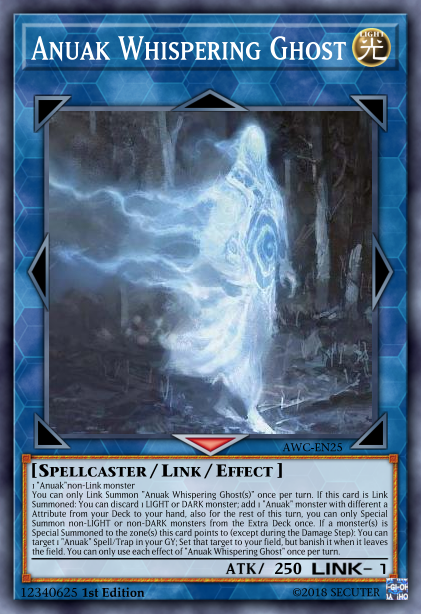 ANUAK WHISPERING GHOST
LIGHT
光
AWC-EN25
[SPELLCASTER / LINK / EFFECT ]
1 "Anuak"non-Link monster
You can only Link Summon "Anuak Whispering Ghost(s)" once per turn. If this card is Link
Summoned: You can discard 1 LIGHT or DARK monster; add 1 "Anuak" monster with different a
Attribute from your Deck to your hand, also for the rest of this turn, you can only Special
Summon non-LIGHT or non-DARK monsters from the Extra Deck once. If a monster(s) is
Special Summoned to the zone(s) this card points to (except during the Damage Step): You can
target 1 "Anuak" Spell/Trap in your GY; Set that target to your field, but banish it when it leaves
the field. You can only use each effect of "Anuak Whispering Ghost" once per turn.
ATK/ 250 LINK- 1
12340625 1st Edition
©2018 SECUTER